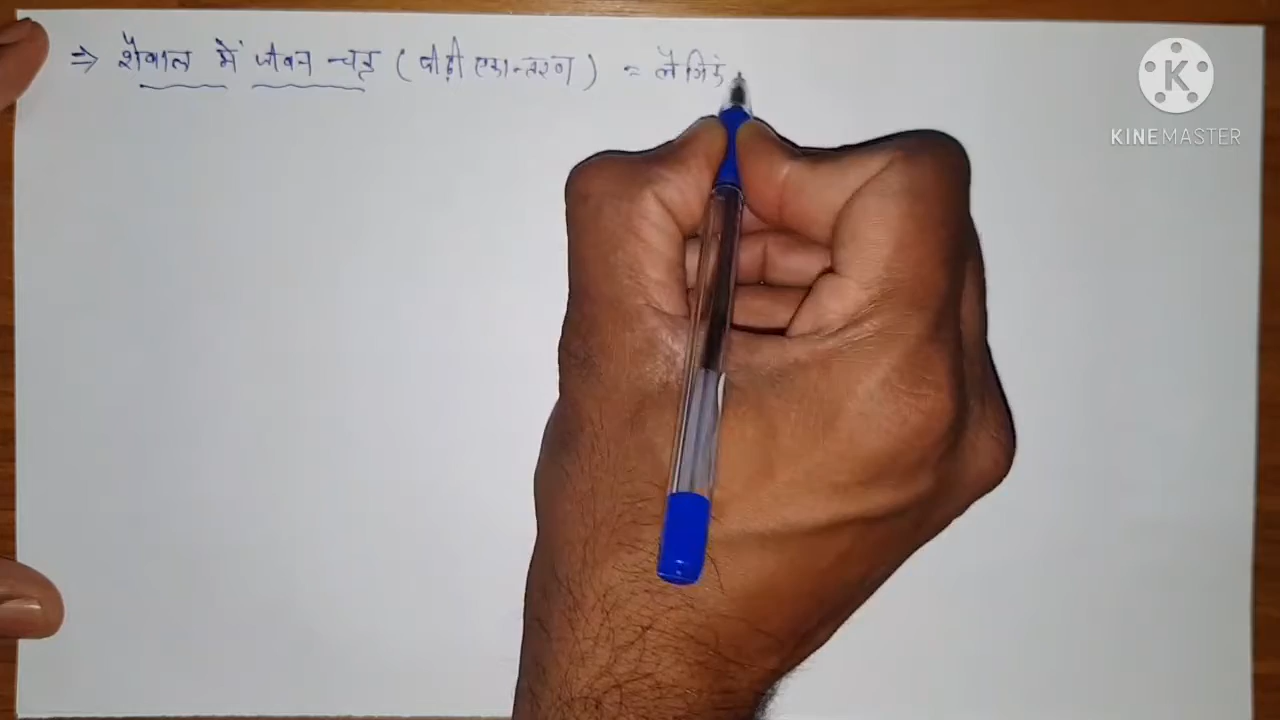 ⇒ शैवाल में जीवन चक्र (पीढ़ी एकान्तरण) = लैंगिक
KINEMASTER